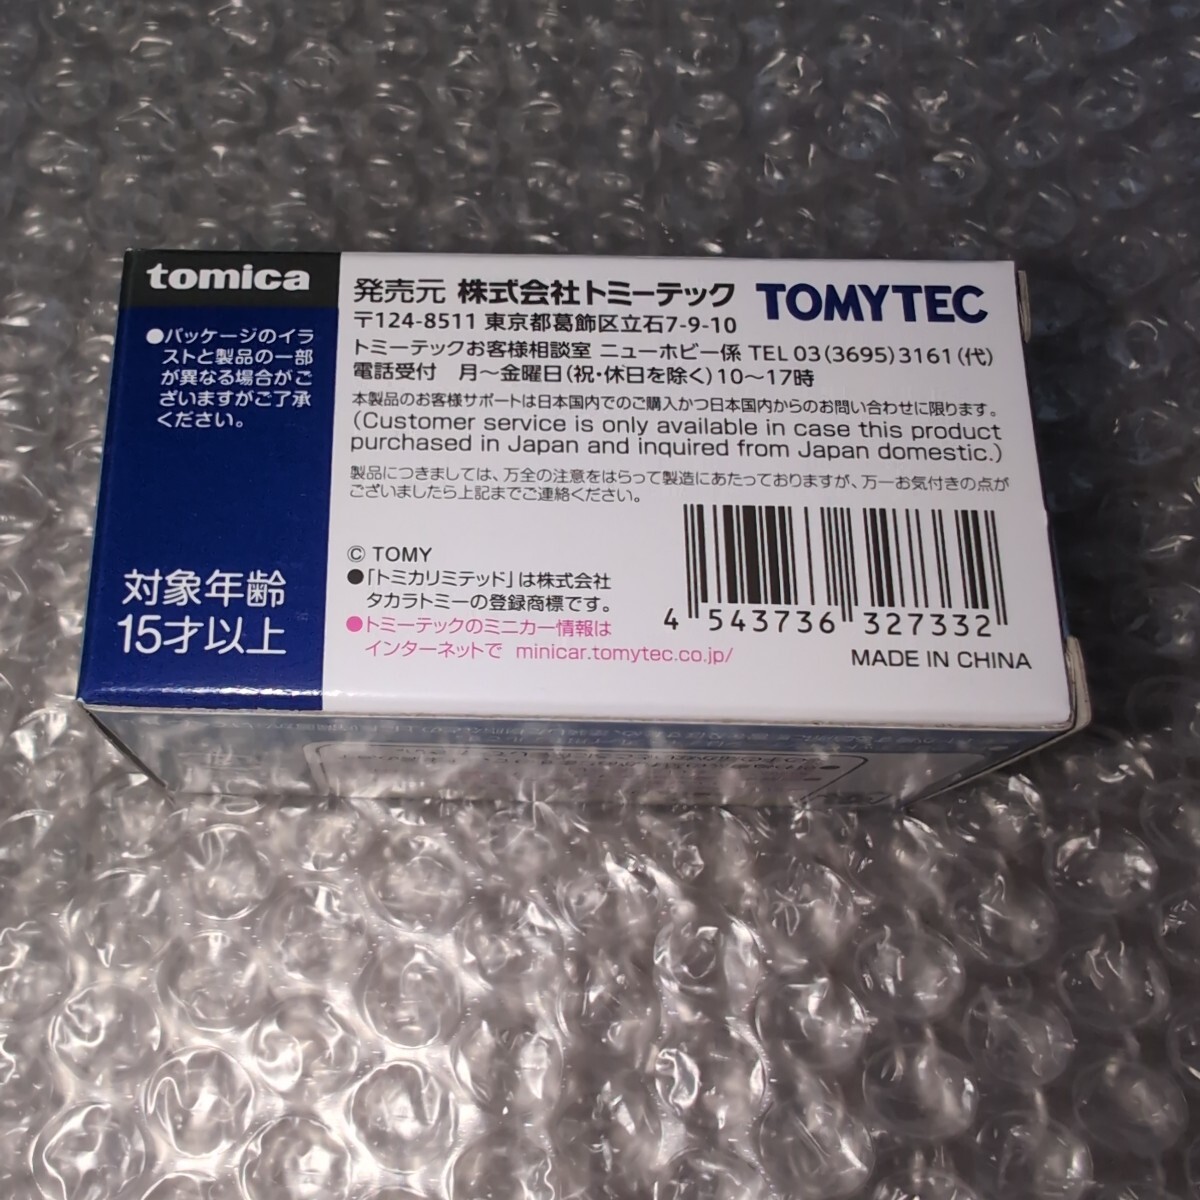 tomica
●パッケージのイラ
ストと製品の一部
が異なる場合がご
ざいますがご了承
ください。
対象年齢
15才以上
発売元 株式会社トミーテック TOMYTEC
〒124-8511 東京都葛飾区立石7-9-10
トミーテックお客様相談室 ニューホビー係 TEL 03(3695)3161(代)
電話受付 月～金曜日(祝・休日を除く)10～17時
本製品のお客様サポートは日本国内でのご購入かつ日本国内からのお問い合わせに限ります。
(Customer service is only available in case this product
purchased in Japan and inquired from Japan domestic.)
製品につきましては、万全の注意をはらって製造にあたっておりますが、万一お気付きの点が
ございましたら上記までご連絡ください。
© TOMY
●「トミカリミテッド」は株式会社
タカラトミーの登録商標です。
●トミーテックのミニカー情報は
インターネットで minicar.tomytec.co.jp/
4 543736 327332
MADE IN CHINA